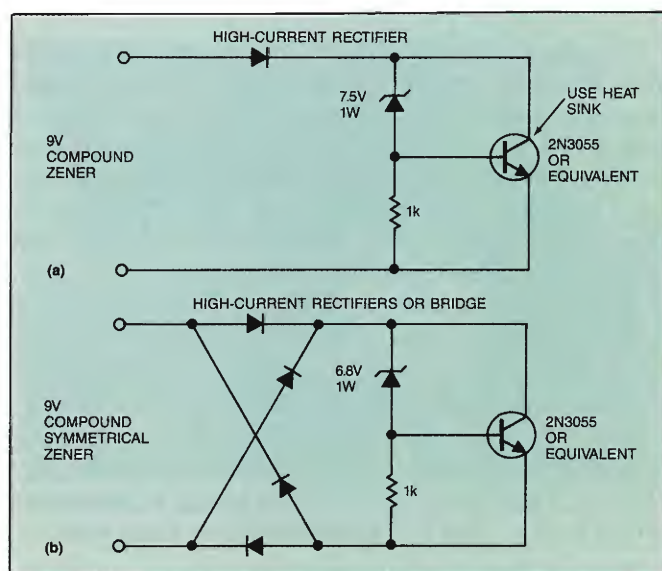 HIGH-CURRENT RECTIFIER
7.5V
1W
USE HEAT
SINK
9V
COMPOUND
ZENER
2N3055
OR
EQUIVALENT
1k
(a)
HIGH-CURRENT RECTIFIERS OR BRIDGE
6.8V
1W
9V
COMPOUND
SYMMETRICAL
ZENER
2N3055
OR
EQUIVALENT
1k
(b)